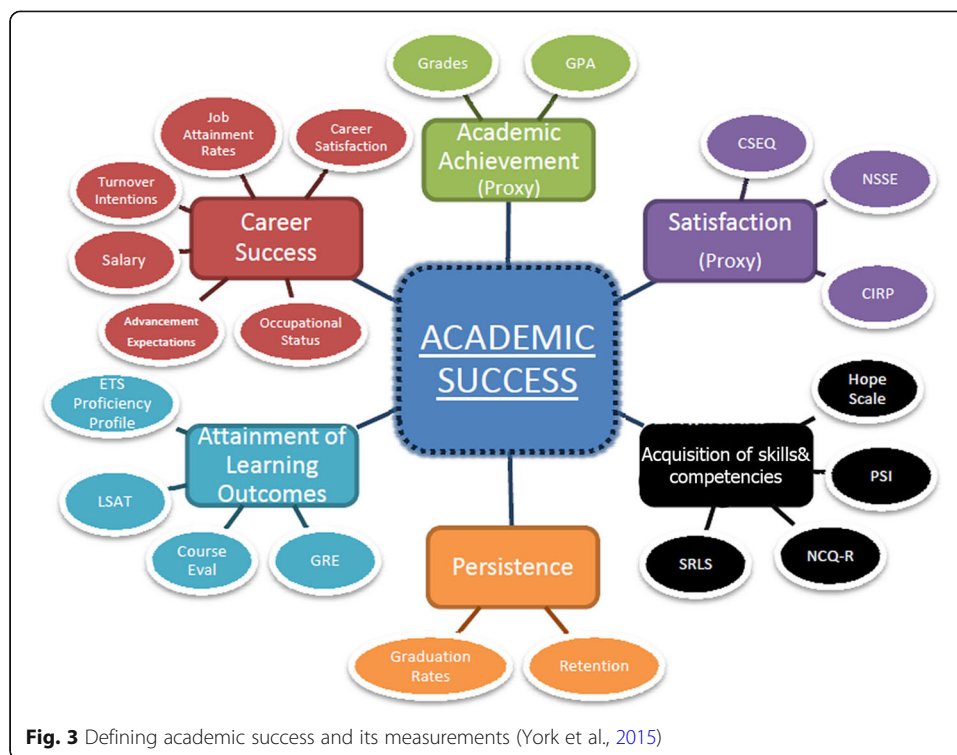 Grades
GPA
Academic
Achievement
(Proxy)
Job
Attainment
Rates
Career
Satisfaction
Turnover
Intentions
Salary
Advancement
Expectations
Occupational
Status
Career
Success
CSEQ
NSSE
CIRP
Satisfaction
(Proxy)
ACADEMIC
SUCCESS
ETS
Proficiency
Profile
LSAT
Course
Eval
GRE
Attainment of
Learning
Outcomes
Hope
Scale
PSI
NCQ-R
SRLS
Acquisition of skills&
competencies
Persistence
Graduation
Rates
Retention
Fig. 3 Defining academic success and its measurements (York et al., 2015)